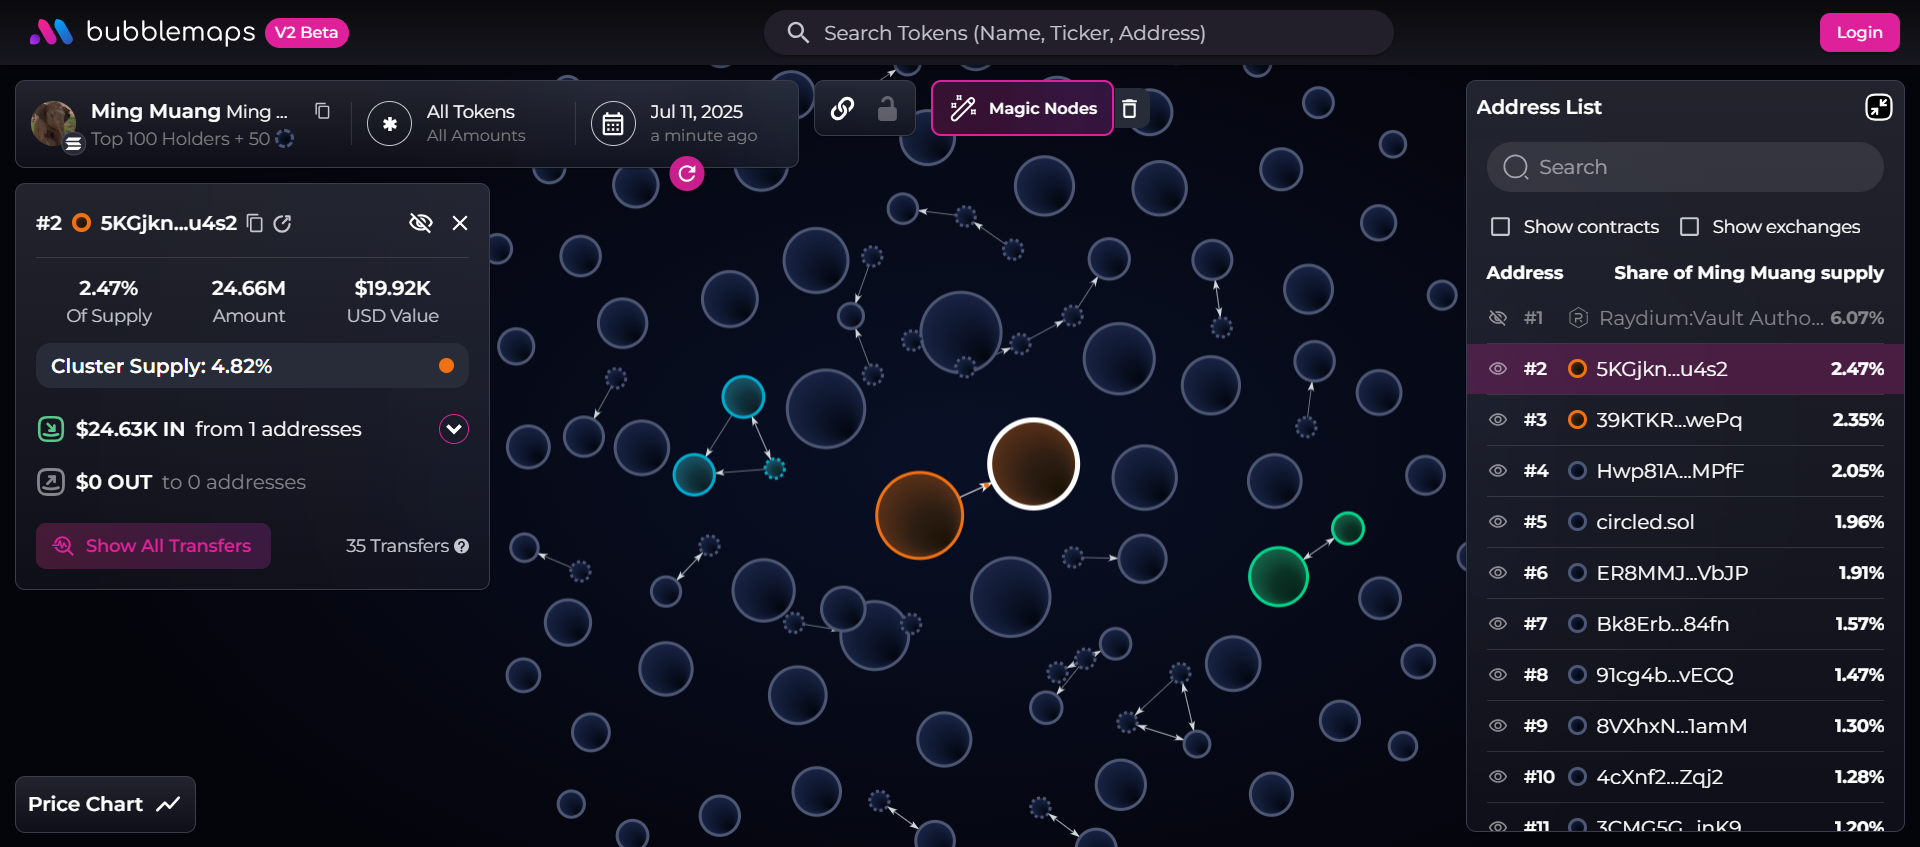 bubblemaps V2 Beta
Search Tokens (Name, Ticker, Address)
Login
Ming Muang Ming ...
Top 100 Holders + 50
All Tokens
All Amounts
Jul 11, 2025
a minute ago
Magic Nodes
#2 5KGjkn...u4s2
2.47% 24.66M $19.92K
Of Supply Amount USD Value
Cluster Supply: 4.82%
$24.63K IN from 1 addresses
$0 OUT to 0 addresses
Show All Transfers 35 Transfers ?
Price Chart
Address List
Search
Show contracts Show exchanges
Address Share of Ming Muang supply
#1 Raydium:Vault Autho... 6.07%
#2 5KGjkn...u4s2 2.47%
#3 39KTKR...wePq 2.35%
#4 Hwp81A...MPfF 2.05%
#5 circled.sol 1.96%
#6 ER8MMJ...VbJP 1.91%
#7 Bk8Erb...84fn 1.57%
#8 91cg4b...vECQ 1.47%
#9 8VXhxN...1amM 1.30%
#10 4cXnf2...Zqj2 1.28%
#11 3CMG5G...jnK9 1.20%